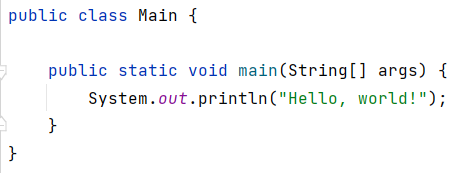 public class Main {
    public static void main(String[] args) {
        System.out.println("Hello, world!");
    }
}